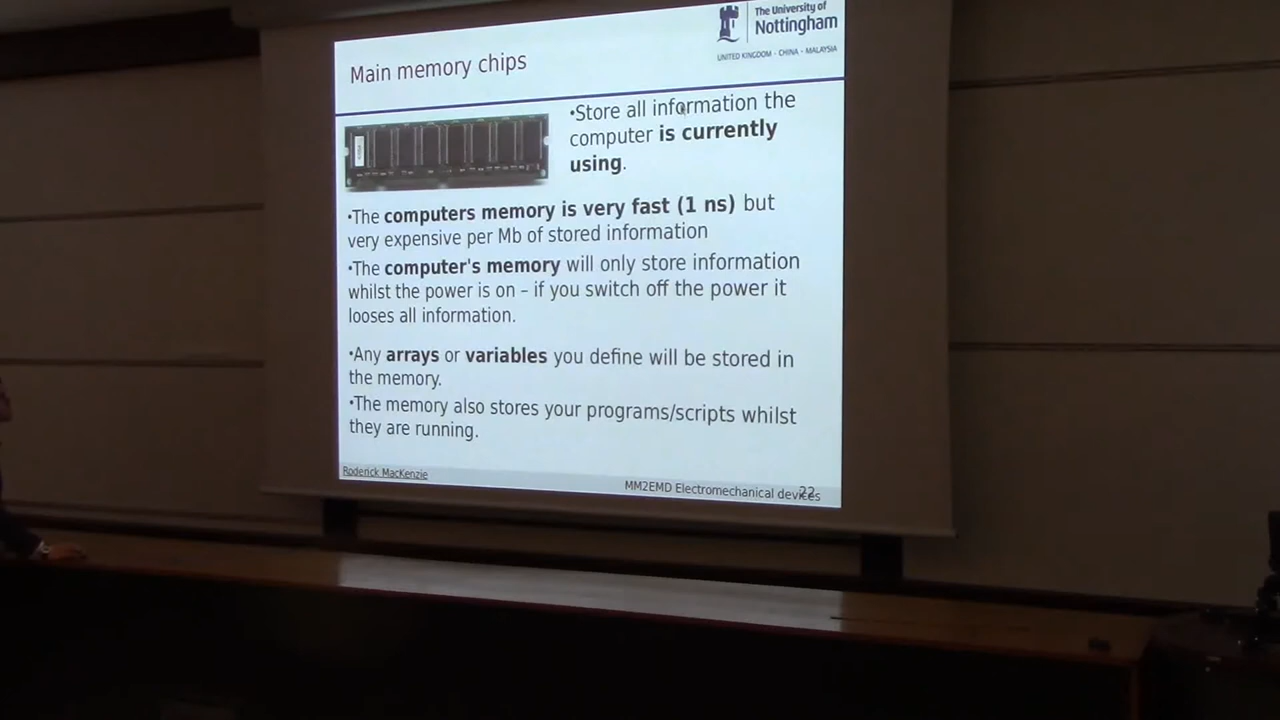 The University of
Nottingham
UNITED KINGDOM · CHINA · MALAYSIA
Main memory chips
•Store all information the
computer is currently
using.
•The computers memory is very fast (1 ns) but
very expensive per Mb of stored information
•The computer's memory will only store information
whilst the power is on – if you switch off the power it
looses all information.
•Any arrays or variables you define will be stored in
the memory.
•The memory also stores your programs/scripts whilst
they are running.
Roderick MacKenzie
MM2EMD Electromechanical devices
22